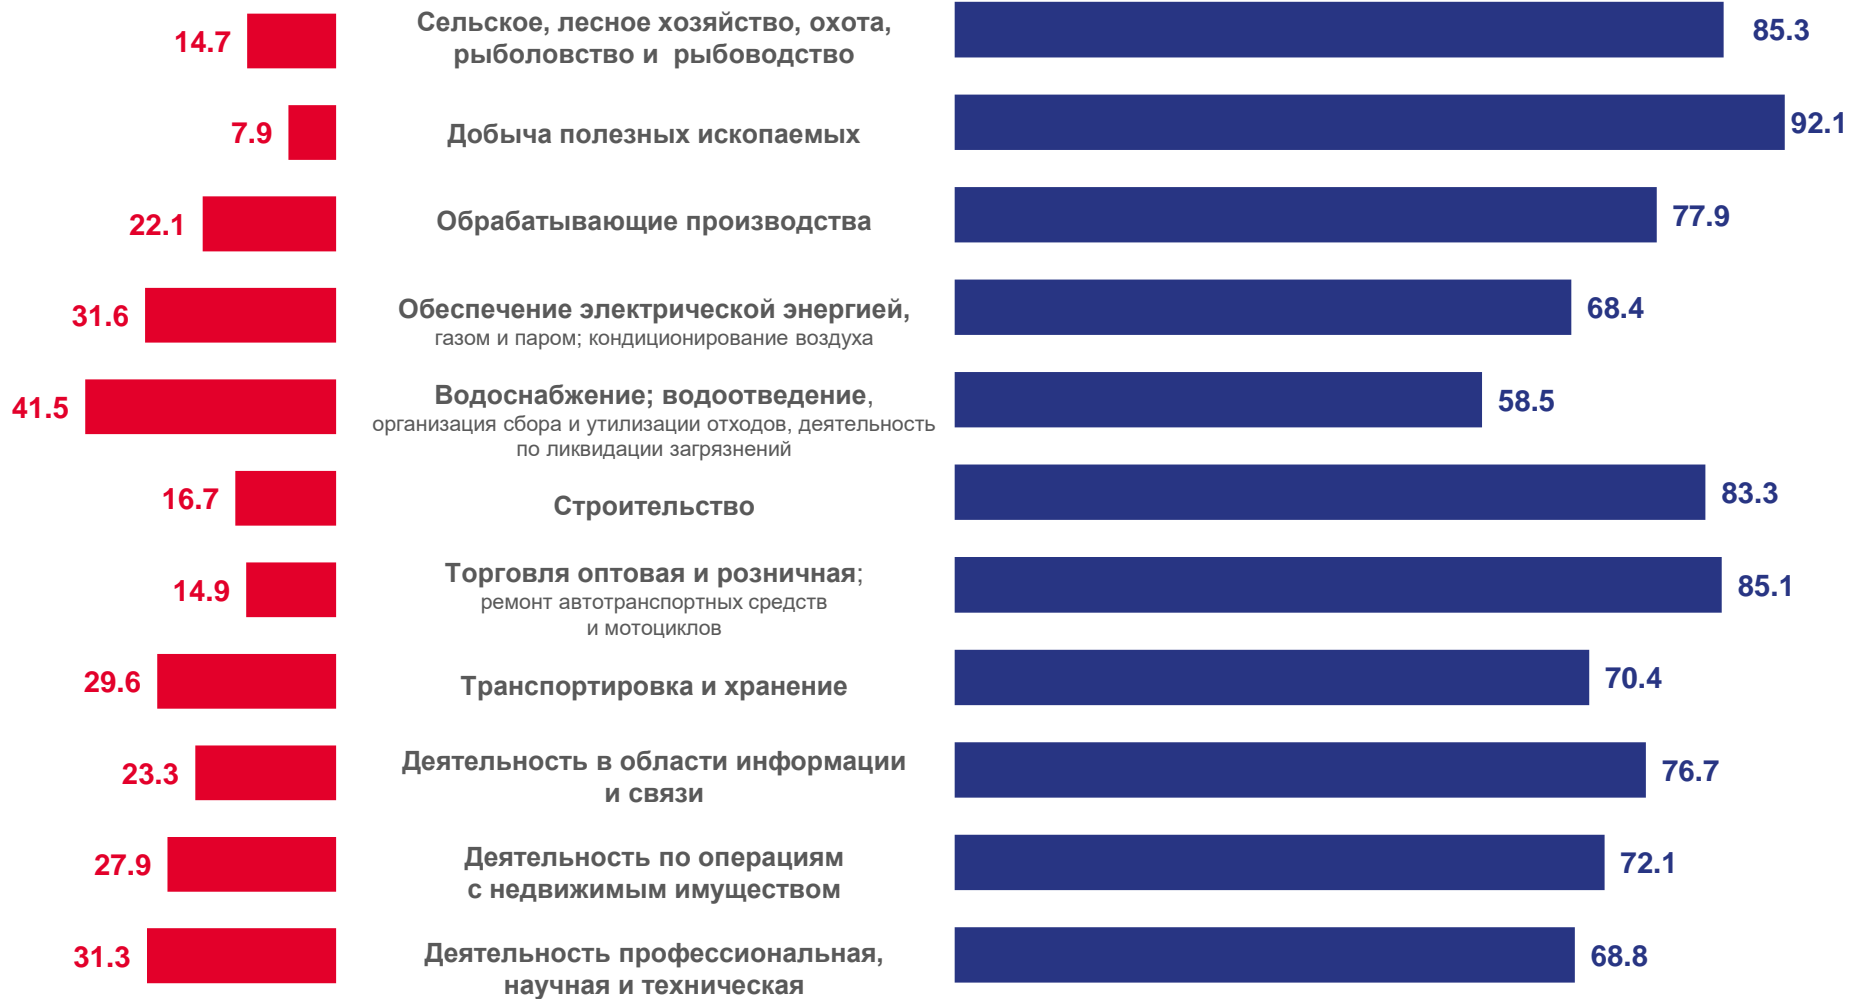 14.7
Сельское, лесное хозяйство, охота,
рыболовство и рыбоводство
85.3
7.9
Добыча полезных ископаемых
92.1
22.1
Обрабатывающие производства
77.9
31.6
Обеспечение электрической энергией,
газом и паром; кондиционирование воздуха
68.4
41.5
Водоснабжение; водоотведение,
организация сбора и утилизации отходов, деятельность
по ликвидации загрязнений
58.5
16.7
Строительство
83.3
14.9
Торговля оптовая и розничная;
ремонт автотранспортных средств
и мотоциклов
85.1
29.6
Транспортировка и хранение
70.4
23.3
Деятельность в области информации
и связи
76.7
27.9
Деятельность по операциям
с недвижимым имуществом
72.1
31.3
Деятельность профессиональная,
научная и техническая
68.8